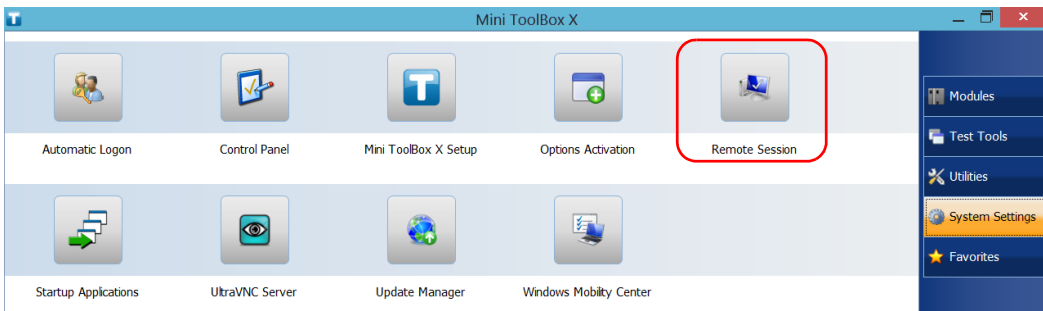 Mini ToolBox X
Automatic Logon
Control Panel
Mini ToolBox X Setup
Options Activation
Remote Session
Startup Applications
UltraVNC Server
Update Manager
Windows Mobility Center
Modules
Test Tools
Utilities
System Settings
Favorites